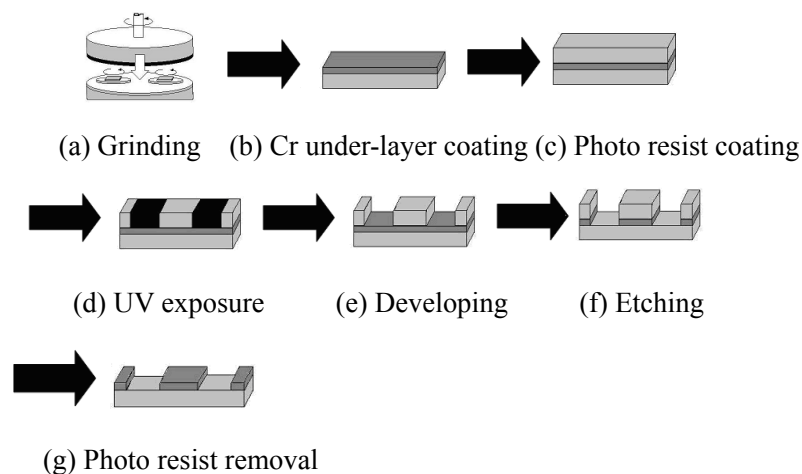 (a) Grinding (b) Cr under-layer coating (c) Photo resist coating
(d) UV exposure (e) Developing (f) Etching
(g) Photo resist removal